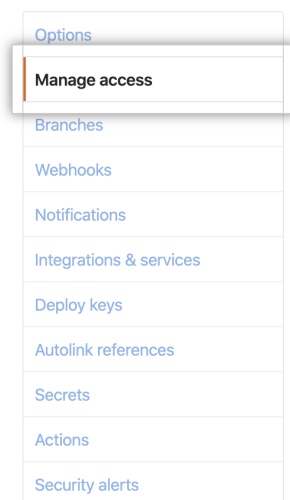 Options
Manage access
Branches
Webhooks
Notifications
Integrations & services
Deploy keys
Autolink references
Secrets
Actions
Security alerts